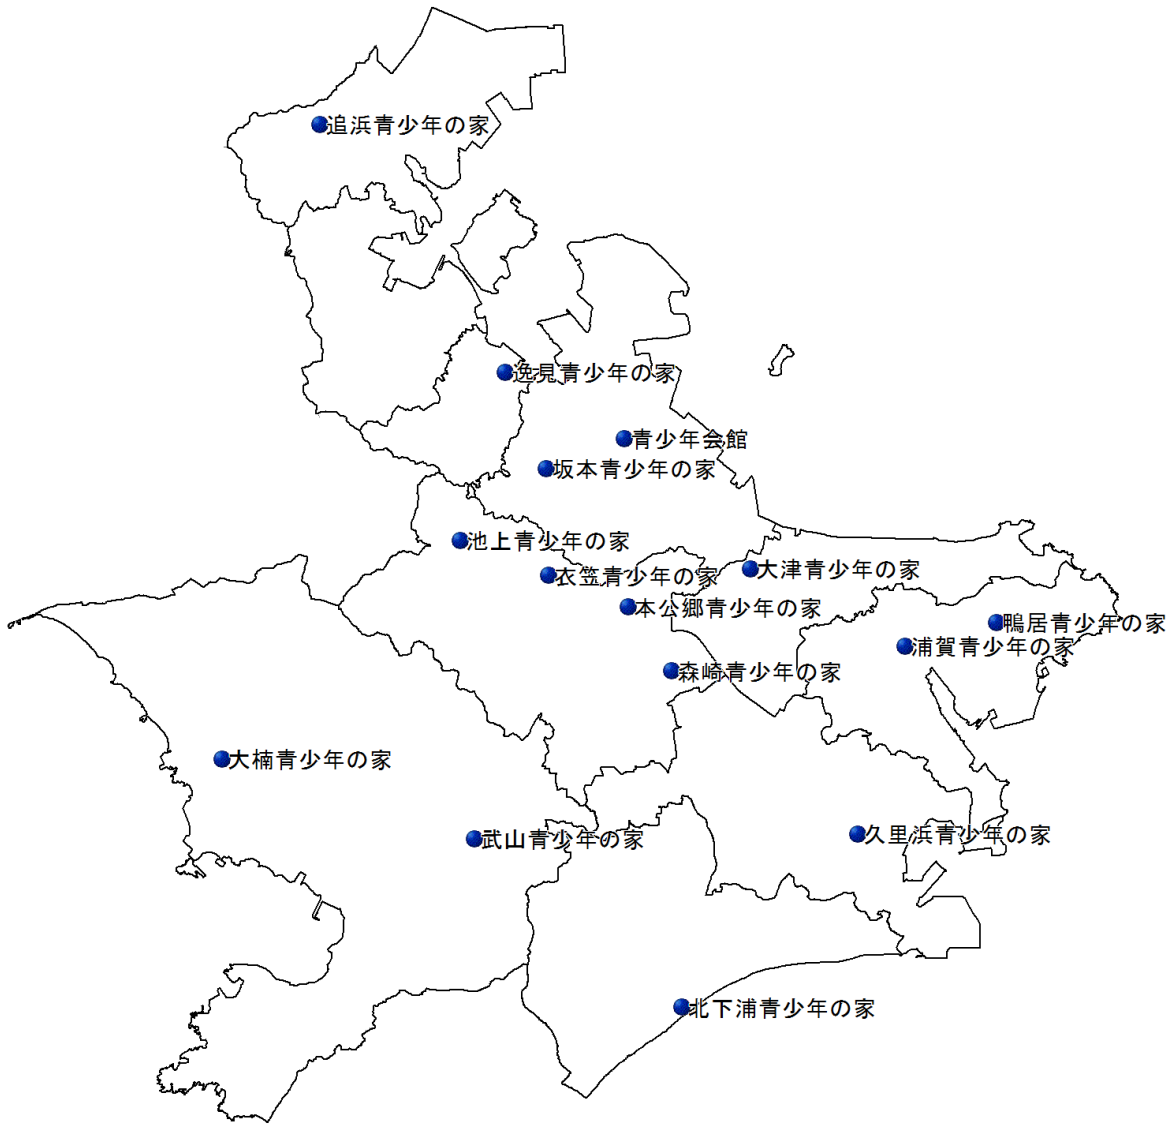 追浜青少年の家
逸見青少年の家
青少年会館
坂本青少年の家
池上青少年の家
大津青少年の家
衣笠青少年の家
本公郷青少年の家
鴨居青少年の家
浦賀青少年の家
森崎青少年の家
大楠青少年の家
久里浜青少年の家
武山青少年の家
北下浦青少年の家